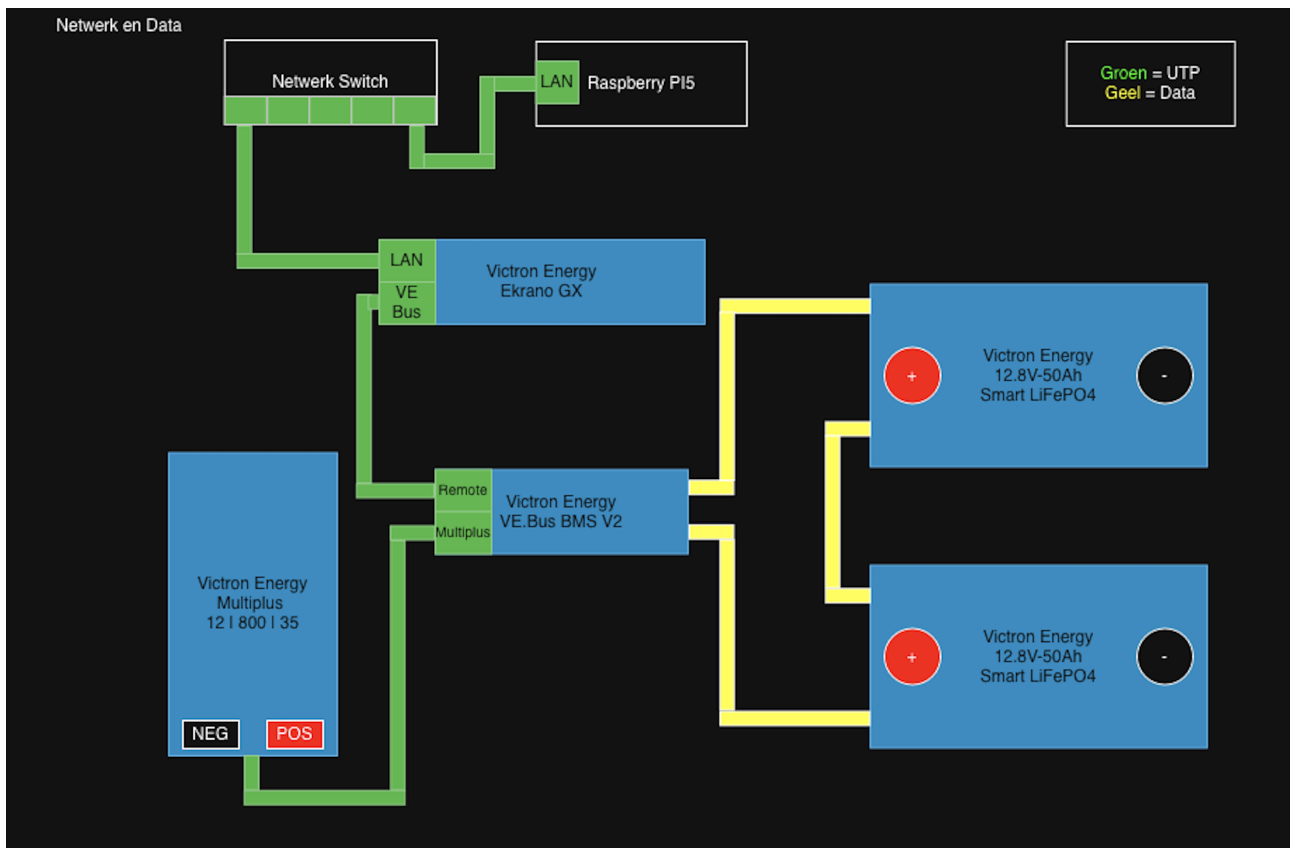 Netwerk en Data
Netwerk Switch
LAN
Raspberry PI5
Groen = UTP
Geel = Data
LAN
VE
Bus
Victron Energy
Ekrano GX
Victron Energy
12.8V-50Ah
Smart LiFePO4
+
-
Remote
Multiplus
Victron Energy
VE.Bus BMS V2
Victron Energy
Multiplus
12 | 800 | 35
NEG
POS
Victron Energy
12.8V-50Ah
Smart LiFePO4
+
-